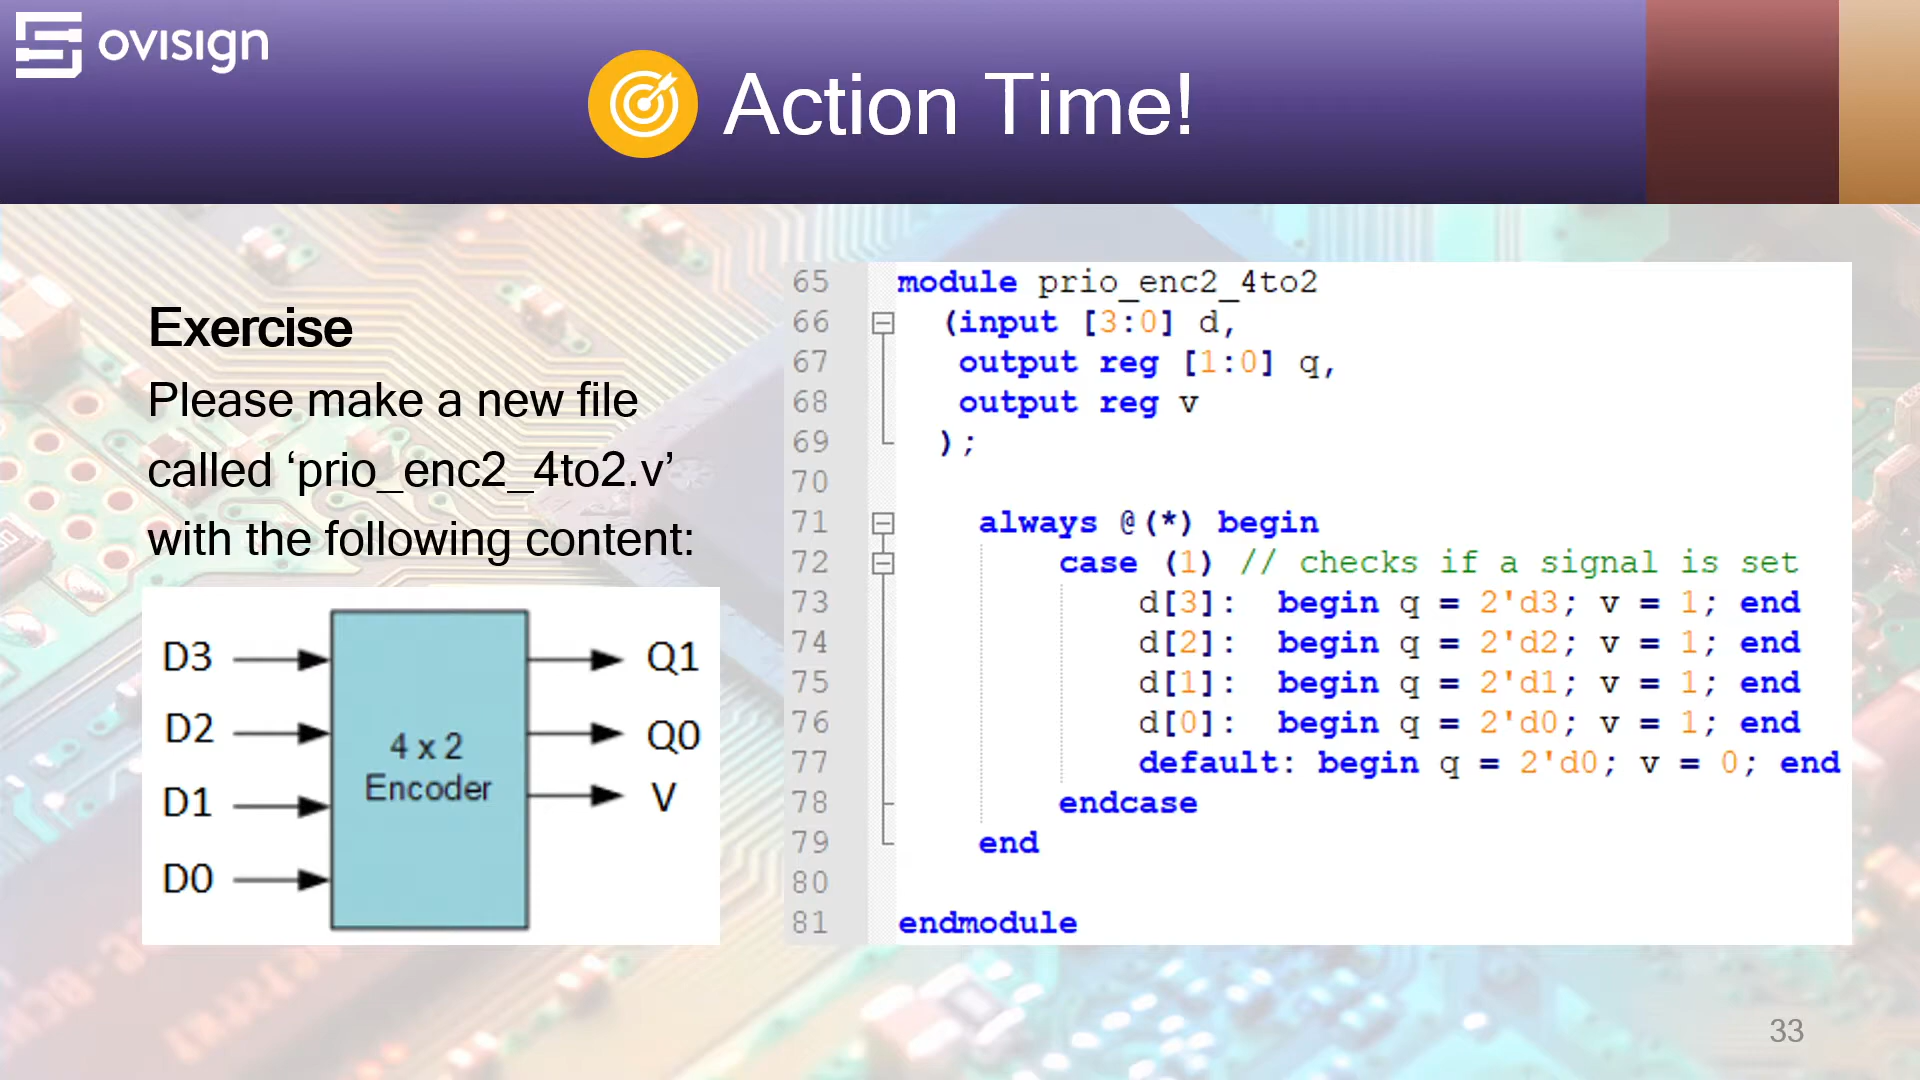 ovisign
Action Time!
Exercise
Please make a new file
called ‘prio_enc2_4to2.v’
with the following content:
D3
D2
D1
D0
4 x 2
Encoder
Q1
Q0
V
65 module prio_enc2_4to2
66 (input [3:0] d,
67 output reg [1:0] q,
68 output reg v
69 );
70
71 always @(*) begin
72 case (1) // checks if a signal is set
73 d[3]: begin q = 2'd3; v = 1; end
74 d[2]: begin q = 2'd2; v = 1; end
75 d[1]: begin q = 2'd1; v = 1; end
76 d[0]: begin q = 2'd0; v = 1; end
77 default: begin q = 2'd0; v = 0; end
78 endcase
79 end
80
81 endmodule
33